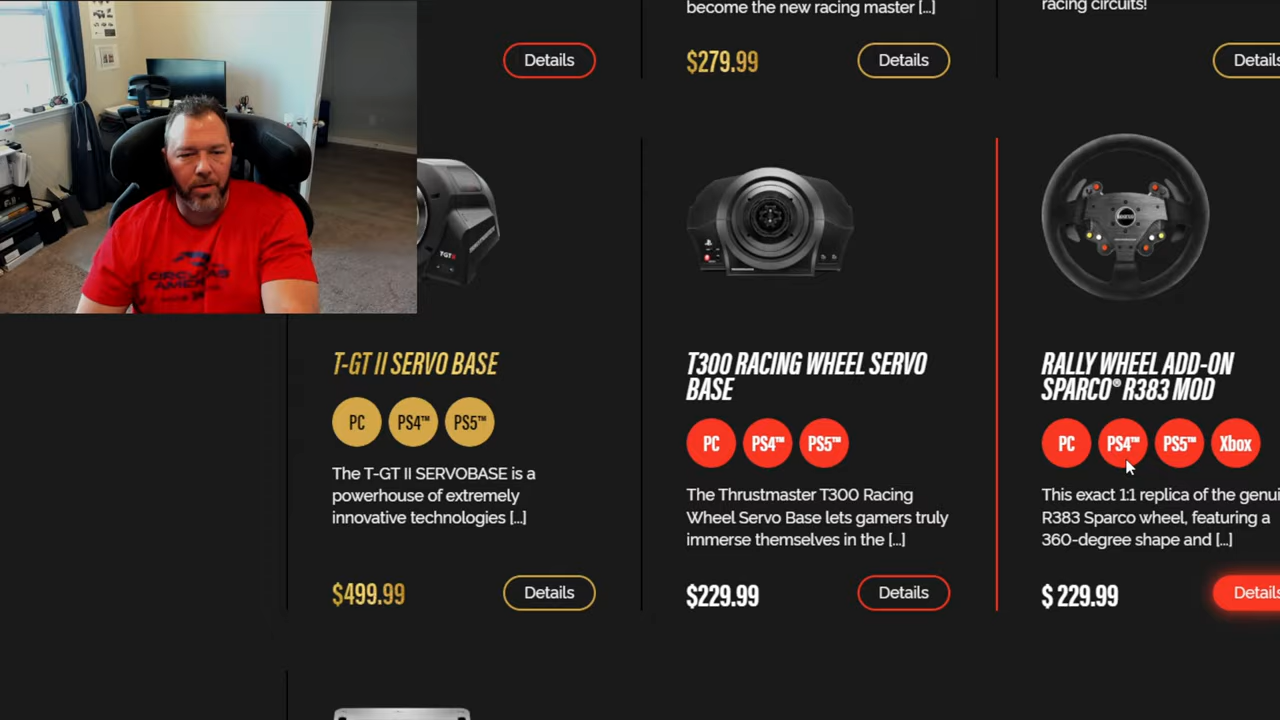 become the new racing master [...]
racing circuits!
Details
$279.99
Details
Details
T-GT II SERVO BASE
PC PS4™ PS5™
The T-GT II SERVOBASE is a
powerhouse of extremely
innovative technologies [...]
$499.99
Details
T300 RACING WHEEL SERVO
BASE
PC PS4™ PS5™
The Thrustmaster T300 Racing
Wheel Servo Base lets gamers truly
immerse themselves in the [...]
$229.99
Details
RALLY WHEEL ADD-ON
SPARCO® R383 MOD
PC PS4™ PS5™ Xbox
This exact 1:1 replica of the genui
R383 Sparco wheel, featuring a
360-degree shape and [...]
$ 229.99
Details